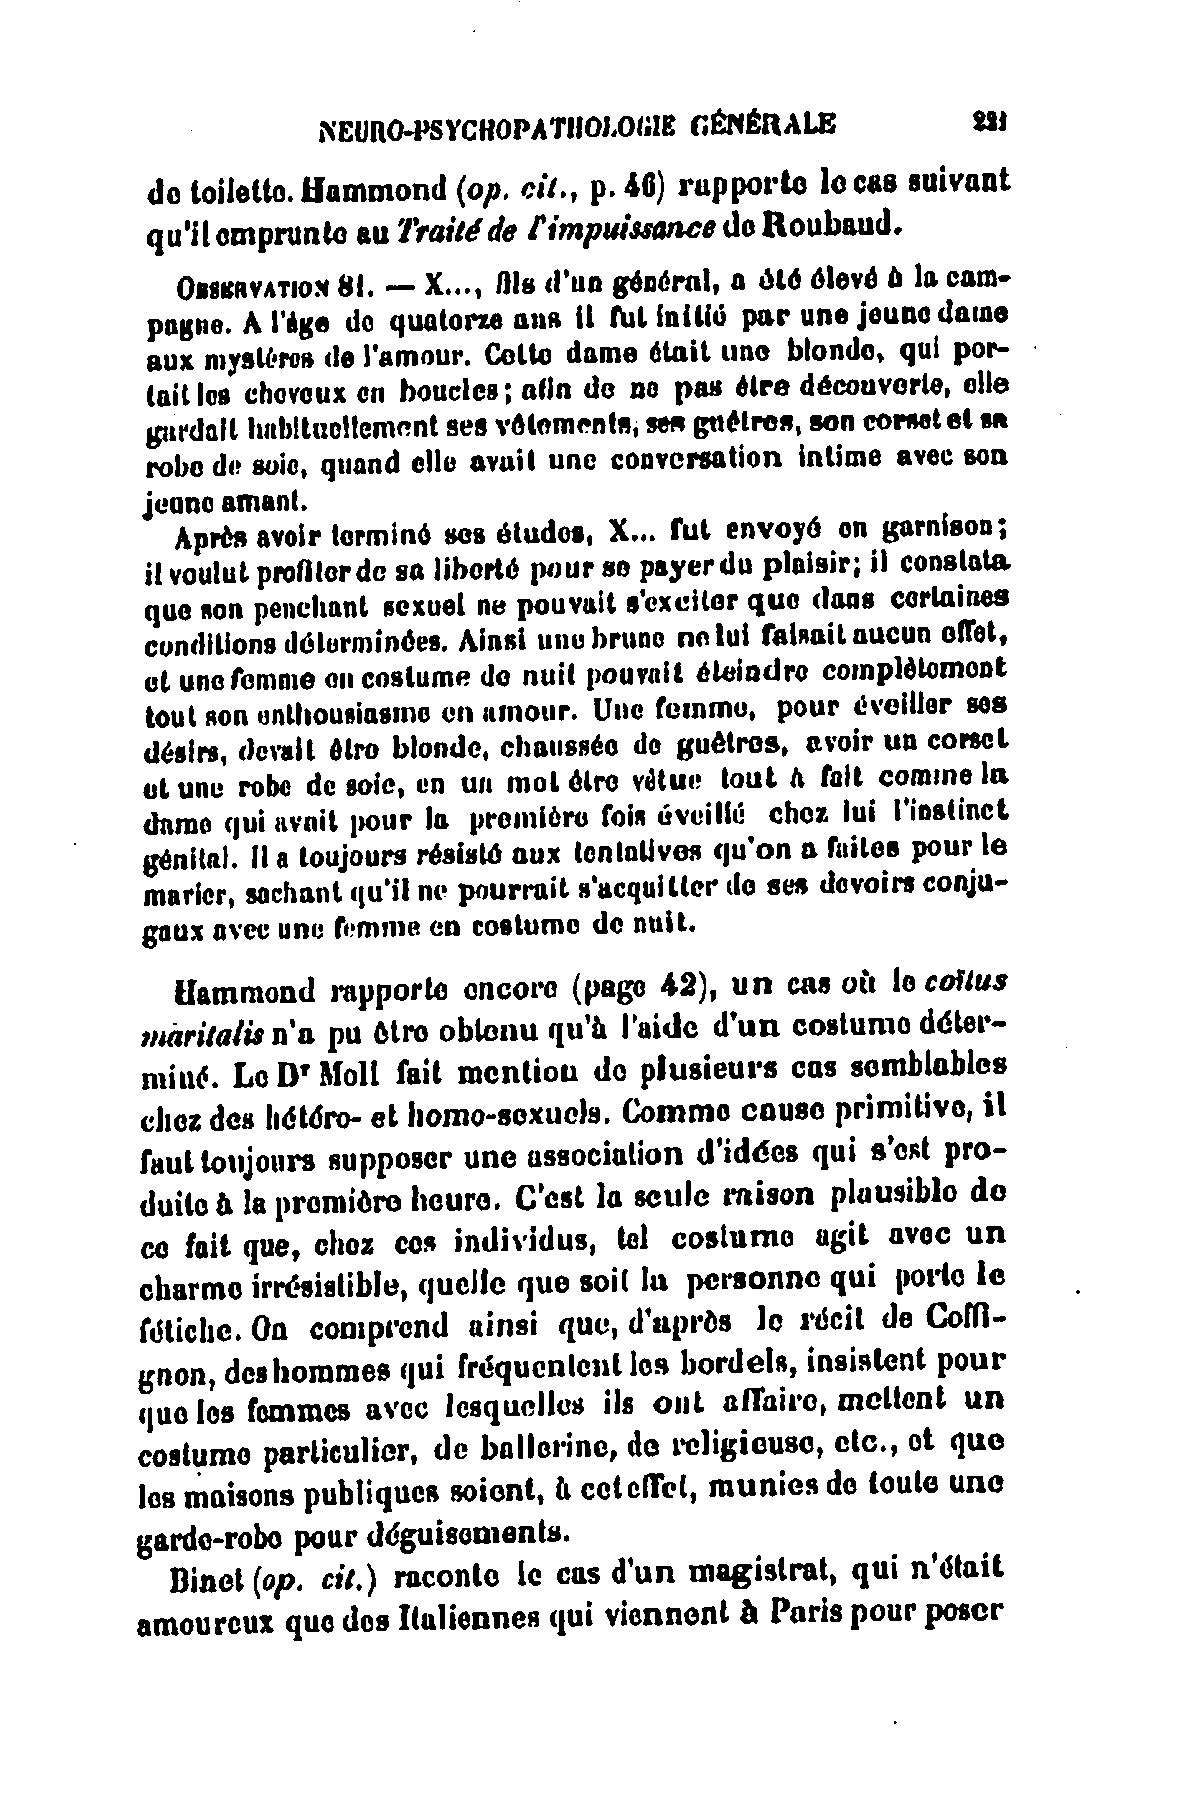 NEURO-PSYCHOPATHOLOGIE GÉNÉRALE 221
de toilette. Hammond (op. cit., p. 46) rapporte le cas suivant
qu'il emprunte au Traité de l'impuissance de Roubaud.
OBSERVATION 81. — X..., fils d'un général, a été élevé à la cam-
pagne. A l'âge de quatorze ans il fut initié par une jeune dame
aux mystères de l'amour. Cette dame était une blonde, qui por-
tait les cheveux en boucles; afin de ne pas être découverte, elle
gardait habituellement ses vêtements, ses guêtres, son corset et sa
robe de soie, quand elle avait une conversation intime avec son
jeune amant.
Après avoir terminé ses études, X... fut envoyé en garnison;
il voulut profiter de sa liberté pour se payer du plaisir; il constata
que son penchant sexuel ne pouvait s'exciter que dans certaines
conditions déterminées. Ainsi une brune ne lui faisait aucun effet,
et une femme en costume de nuit pouvait éteindre complètement
tout son enthousiasme en amour. Une femme, pour éveiller ses
désirs, devait être blonde, chaussée de guêtres, avoir un corset
et une robe de soie, en un mot être vêtue tout à fait comme la
dame qui avait pour la première fois éveillé chez lui l'instinct
génital. Il a toujours résisté aux tentatives qu'on a faites pour le
marier, sachant qu'il ne pourrait s'acquitter de ses devoirs conju-
gaux avec une femme en costume de nuit.
Hammond rapporte encore (page 42), un cas où le coïtus
maritalis n'a pu être obtenu qu'à l'aide d'un costume déter-
miné. Le Dr Moll fait mention de plusieurs cas semblables
chez des hétéro- et homo-sexuels. Comme cause primitive, il
faut toujours supposer une association d'idées qui s'est pro-
duite à la première heure. C'est la seule raison plausible de
ce fait que, chez ces individus, tel costume agit avec un
charme irrésistible, quelle que soit la personne qui porte le
fétiche. On comprend ainsi que, d'après le récit de Coffi-
gnon, des hommes qui fréquentent les bordels, insistent pour
que les femmes avec lesquelles ils ont affaire, mettent un
costume particulier, de ballerine, de religieuse, etc., et que
les maisons publiques soient, à cet effet, munies de toute une
garde-robe pour déguisements.
Binet (op. cit.) raconte le cas d'un magistrat, qui n'était
amoureux que des Italiennes qui viennent à Paris pour poser